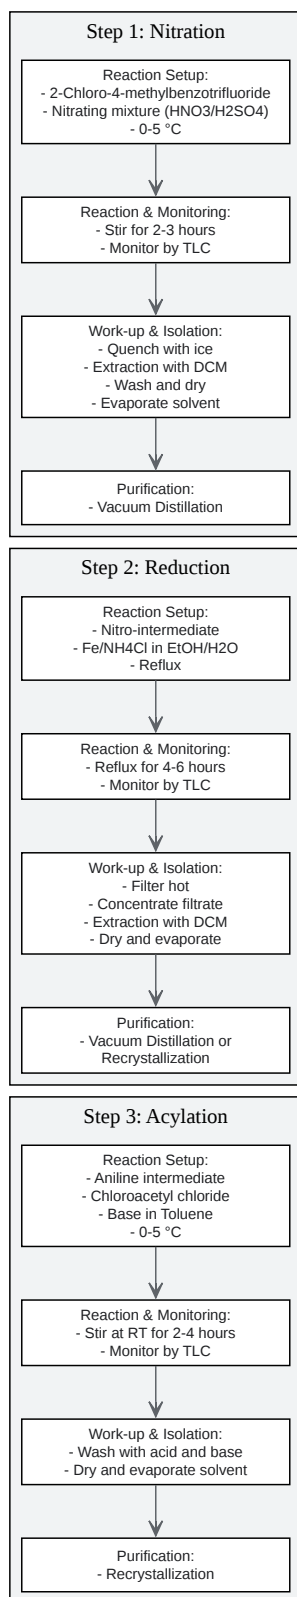 Step 1: Nitration
Reaction Setup:
- 2-Chloro-4-methylbenzotrifluoride
- Nitrating mixture (HNO3/H2SO4)
- 0-5 °C
Reaction & Monitoring:
- Stir for 2-3 hours
- Monitor by TLC
Work-up & Isolation:
- Quench with ice
- Extraction with DCM
- Wash and dry
- Evaporate solvent
Purification:
- Vacuum Distillation
Step 2: Reduction
Reaction Setup:
- Nitro-intermediate
- Fe/NH4Cl in EtOH/H2O
- Reflux
Reaction & Monitoring:
- Reflux for 4-6 hours
- Monitor by TLC
Work-up & Isolation:
- Filter hot
- Concentrate filtrate
- Extraction with DCM
- Dry and evaporate
Purification:
- Vacuum Distillation or
Recrystallization
Step 3: Acylation
Reaction Setup:
- Aniline intermediate
- Chloroacetyl chloride
- Base in Toluene
- 0-5 °C
Reaction & Monitoring:
- Stir at RT for 2-4 hours
- Monitor by TLC
Work-up & Isolation:
- Wash with acid and base
- Dry and evaporate solvent
Purification:
- Recrystallization